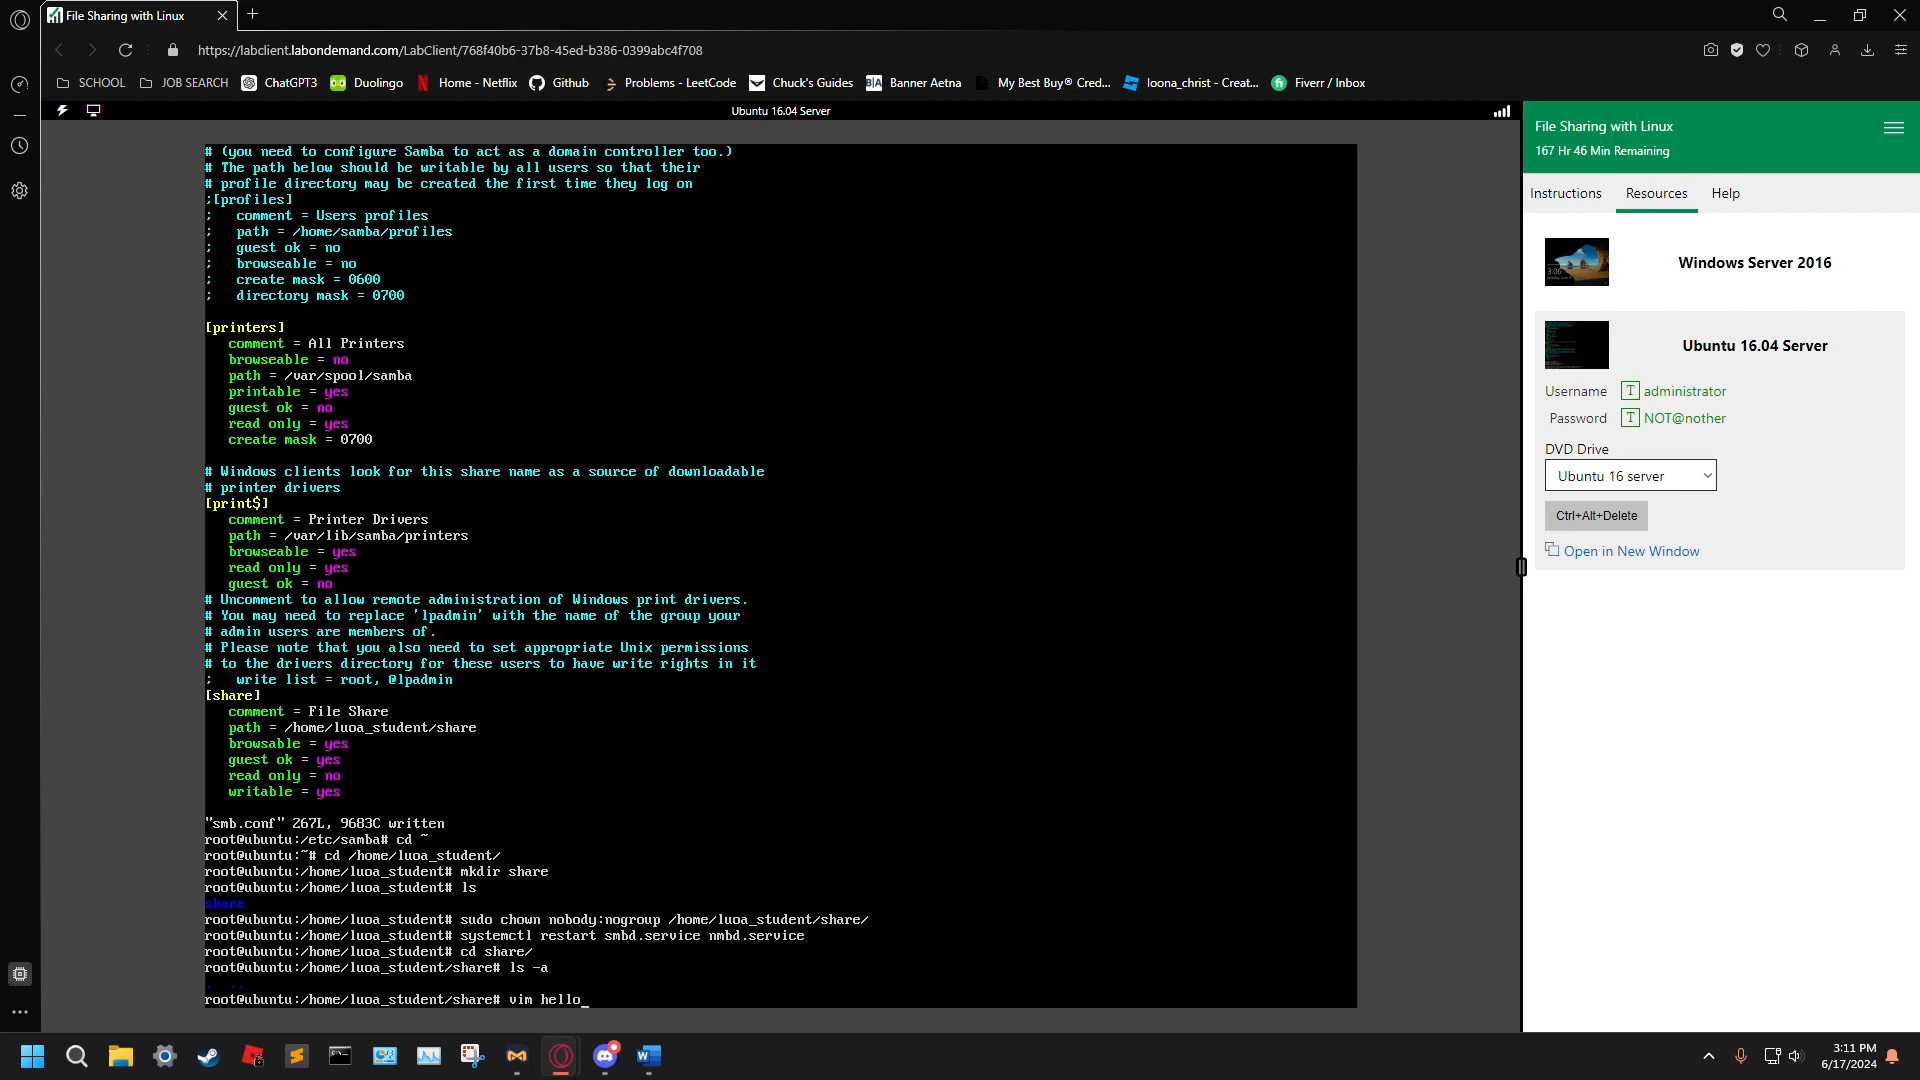 File Sharing with Linux
https://labclient.labondemand.com/LabClient/768f40b6-37b8-45ed-b386-0399abc4f708
SCHOOL
JOB SEARCH
ChatGPT3
Duolingo
Home - Netflix
Github
Problems - LeetCode
Chuck's Guides
B|A
Banner Aetna
My Best Buy® Cred...
loona_christ - Creat...
Fiverr / Inbox
Ubuntu 16.04 Server
# (you need to configure Samba to act as a domain controller too.)
# The path below should be writable by all users so that their
# profile directory may be created the first time they log on
;[profiles]
;   comment = Users profiles
;   path = /home/samba/profiles
;   guest ok = no
;   browseable = no
;   create mask = 0600
;   directory mask = 0700
[printers]
   comment = All Printers
   browseable = no
   path = /var/spool/samba
   printable = yes
   guest ok = no
   read only = yes
   create mask = 0700
# Windows clients look for this share name as a source of downloadable
# printer drivers
[print$]
   comment = Printer Drivers
   path = /var/lib/samba/printers
   browseable = yes
   read only = yes
   guest ok = no
# Uncomment to allow remote administration of Windows print drivers.
# You may need to replace 'lpadmin' with the name of the group your
# admin users are members of.
# Please note that you also need to set appropriate Unix permissions
# to the drivers directory for these users to have write rights in it
;   write list = root, @lpadmin
[share]
   comment = File Share
   path = /home/luoa_student/share
   browsable = yes
   guest ok = yes
   read only = no
   writable = yes
"smb.conf" 267L, 9683C written
root@ubuntu:/etc/samba# cd ~
root@ubuntu:~# cd /home/luoa_student/
root@ubuntu:/home/luoa_student# mkdir share
root@ubuntu:/home/luoa_student# ls
share
root@ubuntu:/home/luoa_student# sudo chown nobody:nogroup /home/luoa_student/share/
root@ubuntu:/home/luoa_student# systemctl restart smbd.service nmbd.service
root@ubuntu:/home/luoa_student# cd share/
root@ubuntu:/home/luoa_student/share# ls -a
.  ..
root@ubuntu:/home/luoa_student/share# vim hello_
File Sharing with Linux
167 Hr 46 Min Remaining
Instructions
Resources
Help
3:06
Windows Server 2016
Ubuntu 16.04 Server
Username
T administrator
Password
T NOT@nother
DVD Drive
Ubuntu 16 server
Ctrl+Alt+Delete
Open in New Window
3:11 PM
6/17/2024